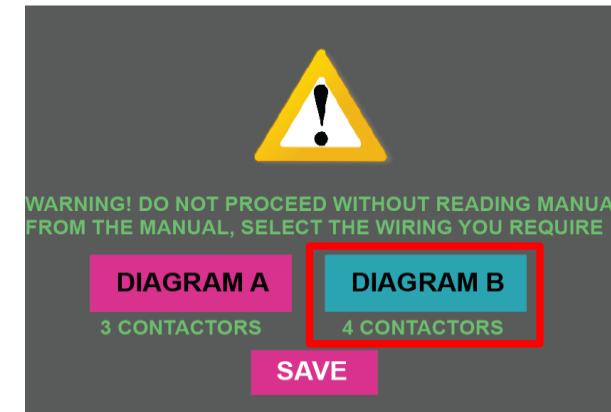 !
WARNING! DO NOT PROCEED WITHOUT READING MANUA
FROM THE MANUAL, SELECT THE WIRING YOU REQUIRE
DIAGRAM A DIAGRAM B
3 CONTACTORS 4 CONTACTORS
SAVE